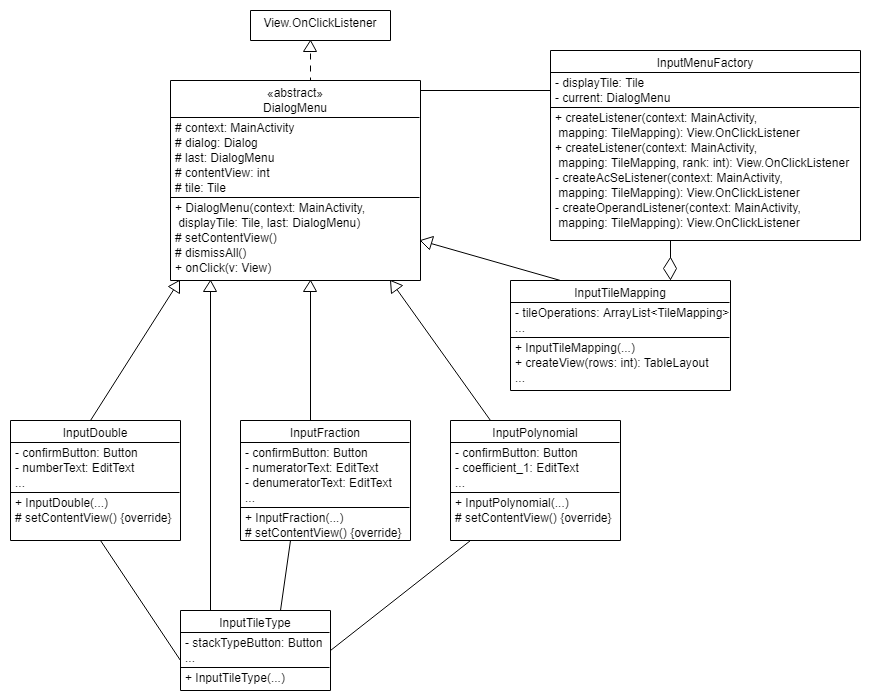 View.OnClickListener
«abstract»
DialogMenu
# context: MainActivity
# dialog: Dialog
# last: DialogMenu
# contentView: int
# tile: Tile
+ DialogMenu(context: MainActivity,
displayTile: Tile, last: DialogMenu)
# setContentView()
# dismissAll()
+ onClick(v: View)
InputMenuFactory
- displayTile: Tile
- current: DialogMenu
+ createListener(context: MainActivity,
mapping: TileMapping): View.OnClickListener
+ createListener(context: MainActivity,
mapping: TileMapping, rank: int): View.OnClickListener
- createAcSeListener(context: MainActivity,
mapping: TileMapping): View.OnClickListener
- createOperandListener(context: MainActivity,
mapping: TileMapping): View.OnClickListener
InputTileMapping
- tileOperations: ArrayList<TileMapping>
...
+ InputTileMapping(...)
+ createView(rows: int): TableLayout
...
InputDouble
- confirmButton: Button
- numberText: EditText
...
+ InputDouble(...)
# setContentView() {override}
InputFraction
- confirmButton: Button
- numeratorText: EditText
- denumeratorText: EditText
...
+ InputFraction(...)
# setContentView() {override}
InputPolynomial
- confirmButton: Button
- coefficient_1: EditText
...
+ InputPolynomial(...)
# setContentView() {override}
InputTileType
- stackTypeButton: Button
...
+ InputTileType(...)